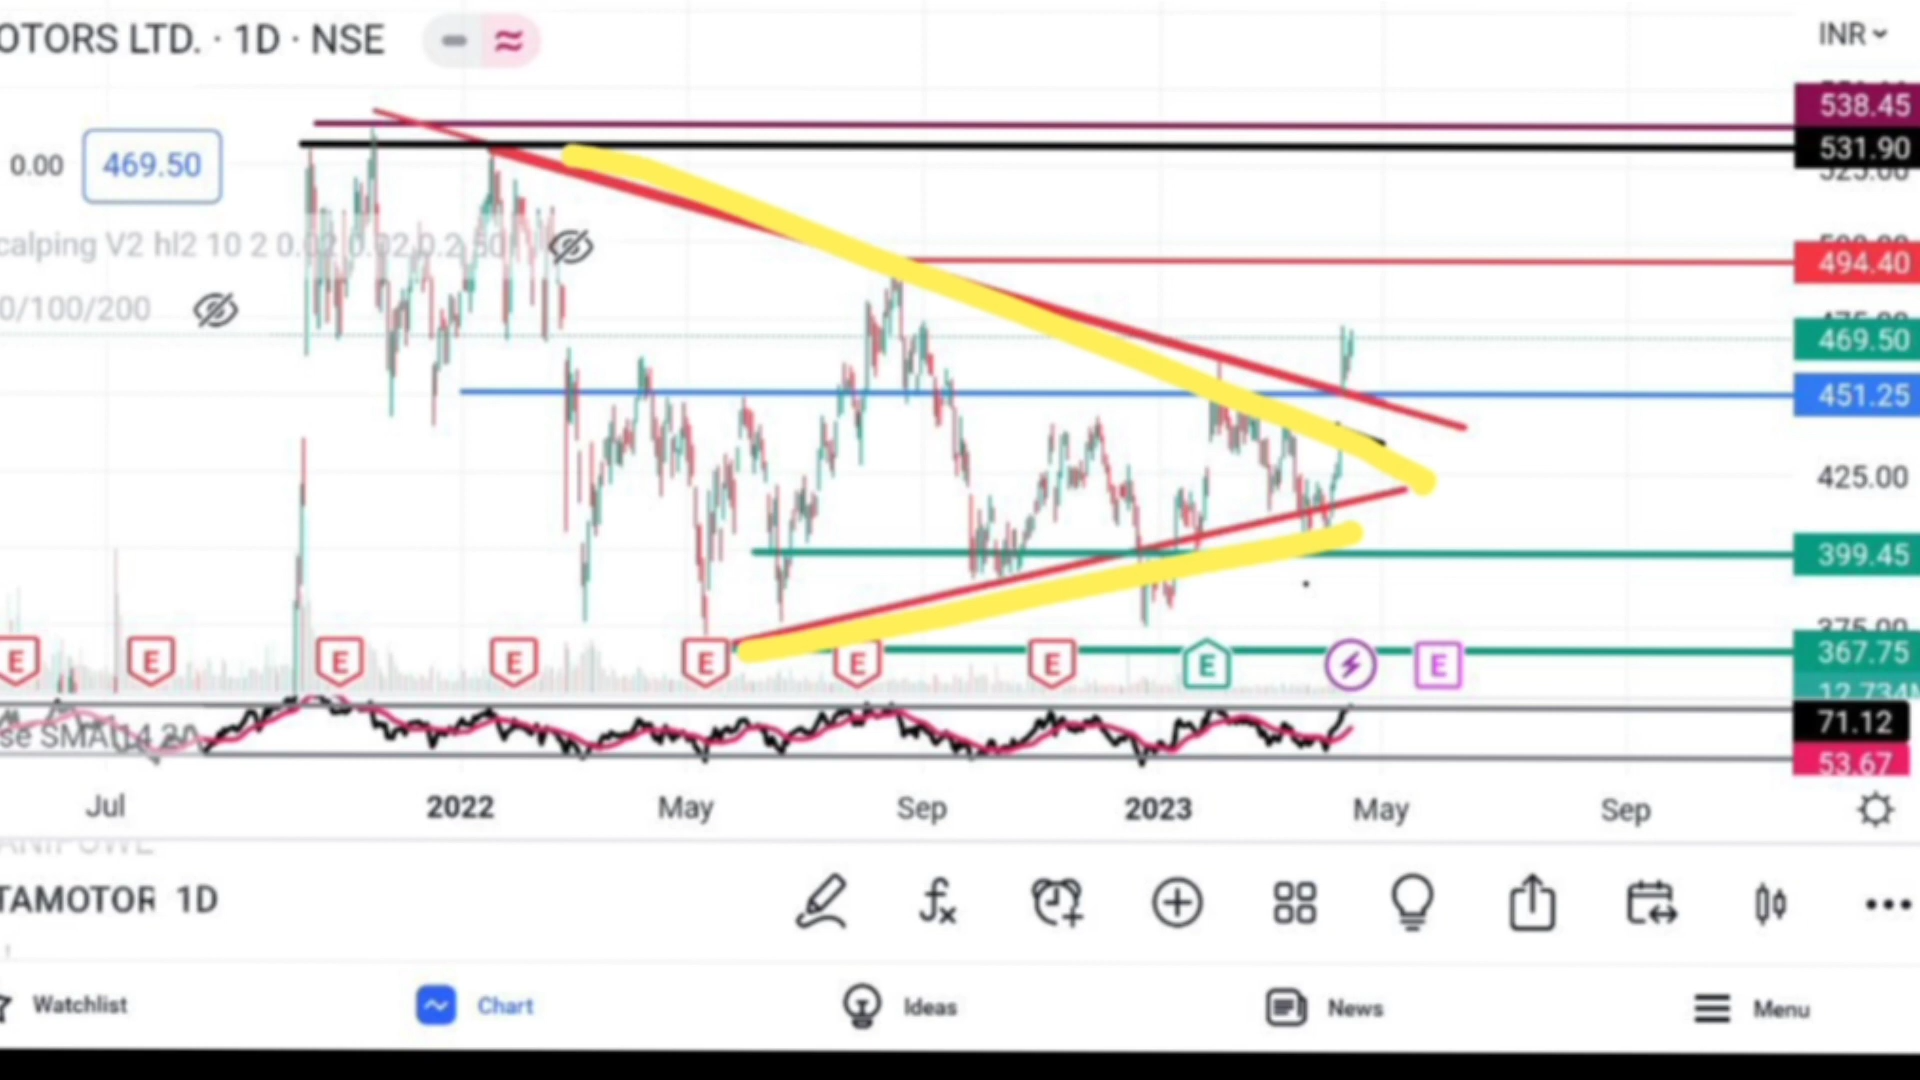 OTORS LTD. · 1D · NSE
INR
538.45
531.90
525.00
0.00
469.50
calping V2 hl2 10 2 0.02 0.02 0.2 50
494.40
0/100/200
475.00
469.50
451.25
425.00
399.45
375.00
367.75
E
E
E
E
E
E
E
E
E
12.734M
71.12
se SMA 14 20
53.67
Jul
2022
May
Sep
2023
May
Sep
TAMOTOR 1D
Watchlist
Chart
Ideas
News
Menu